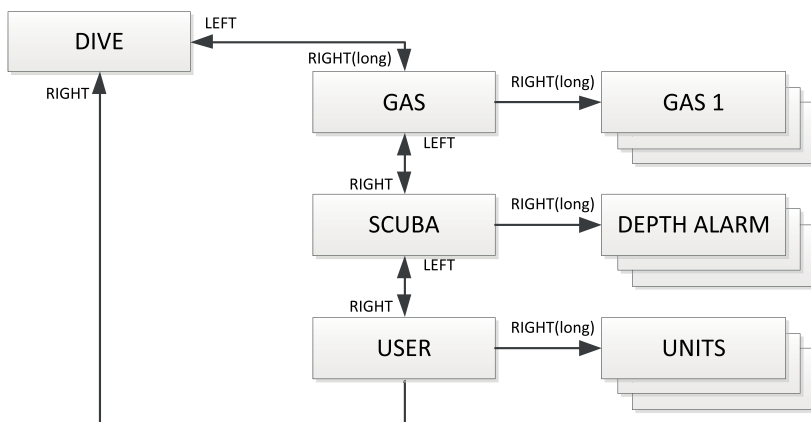 LEFT
DIVE
RIGHT(long)
RIGHT
GAS
RIGHT(long)
GAS 1
LEFT
RIGHT
SCUBA
RIGHT(long)
DEPTH ALARM
LEFT
RIGHT
USER
RIGHT(long)
UNITS